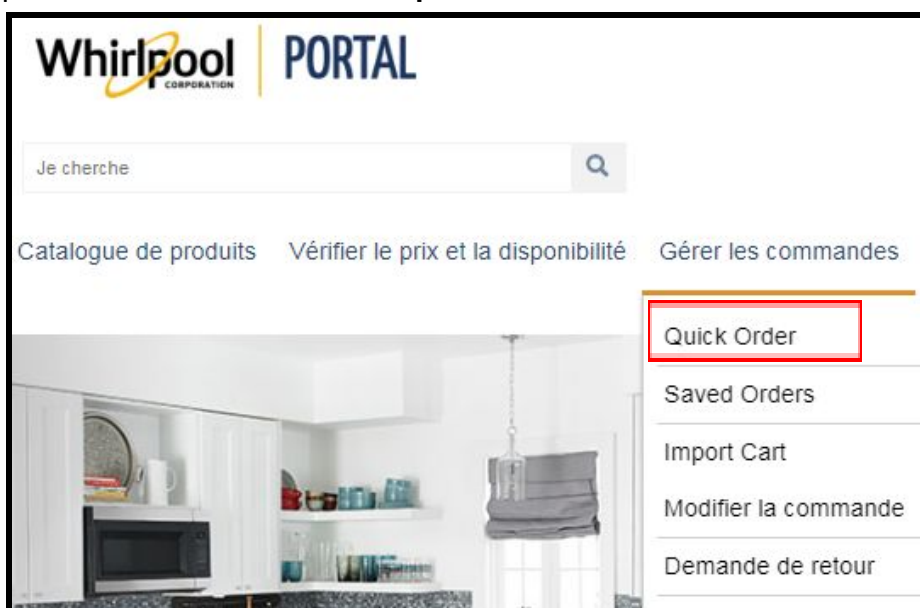 Whirlpool
CORPORATION
PORTAL
Je cherche
Catalogue de produits
Vérifier le prix et la disponibilité
Gérer les commandes
Quick Order
Saved Orders
Import Cart
Modifier la commande
Demande de retour